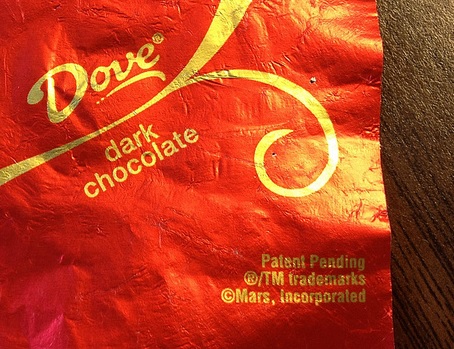 Dove®
dark
chocolate
Patent Pending
®/TM trademarks
©Mars, Incorporated